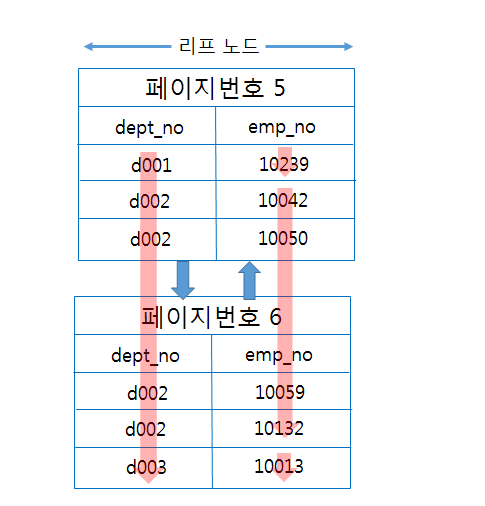 리프 노드
페이지번호 5
dept_no emp_no
d001 10239
d002 10042
d002 10050
페이지번호 6
dept_no emp_no
d002 10059
d002 10132
d003 10013